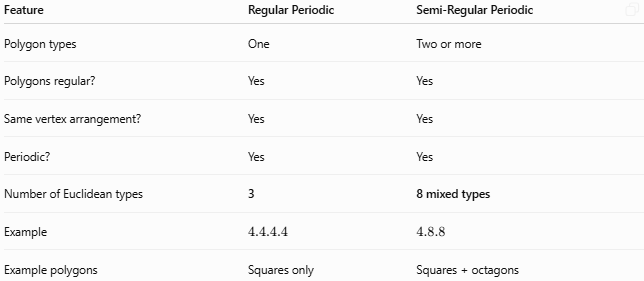 Feature Regular Periodic Semi-Regular Periodic
Polygon types One Two or more
Polygons regular? Yes Yes
Same vertex arrangement? Yes Yes
Periodic? Yes Yes
Number of Euclidean types 3 8 mixed types
Example 4.4.4.4 4.8.8
Example polygons Squares only Squares + octagons